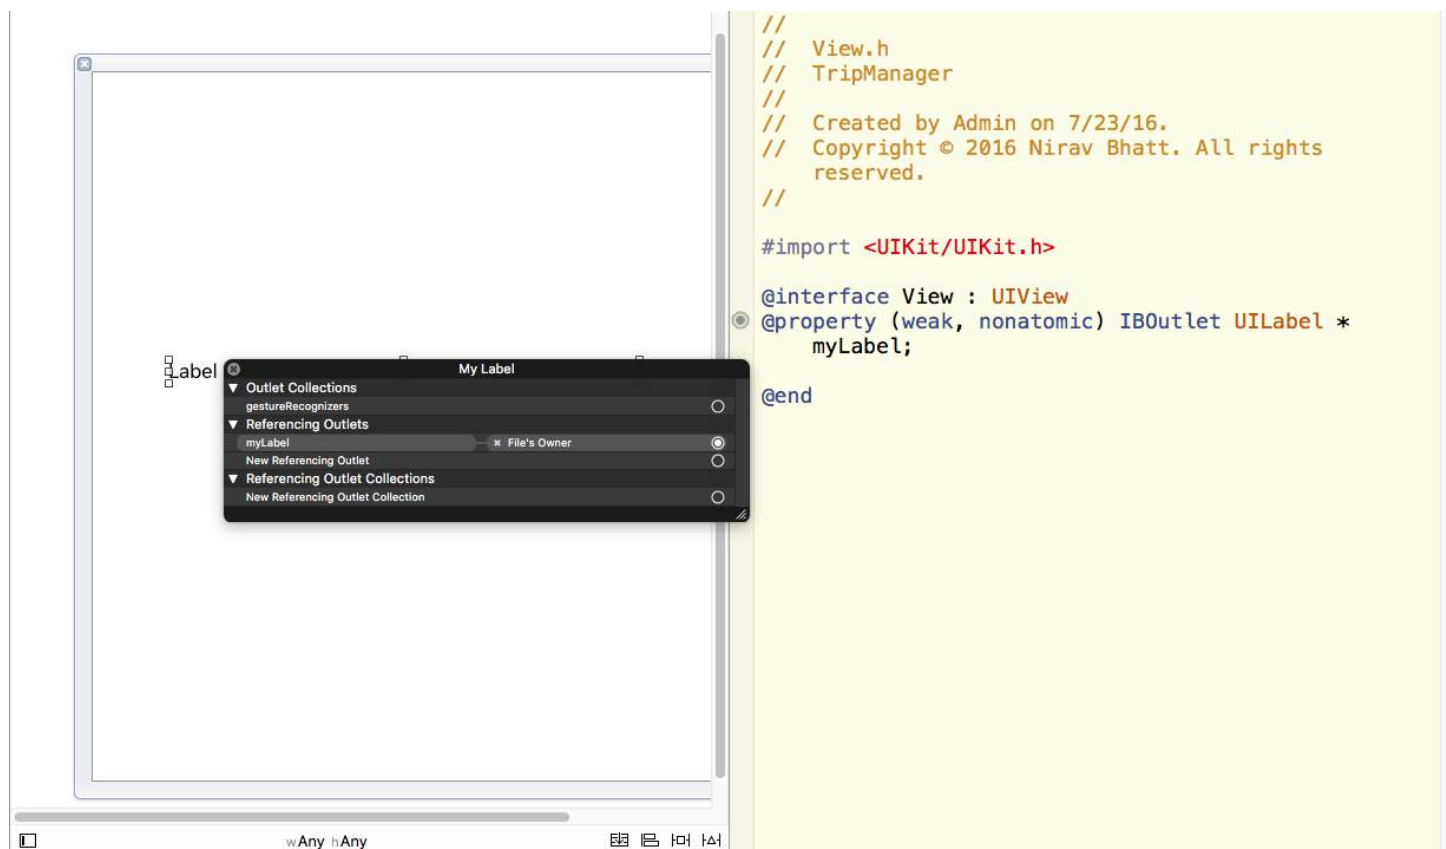 Label
My Label
▼ Outlet Collections
gestureRecognizers
▼ Referencing Outlets
myLabel
✖ File's Owner
New Referencing Outlet
▼ Referencing Outlet Collections
New Referencing Outlet Collection
wAny hAny
//
//  View.h
//  TripManager
//
//  Created by Admin on 7/23/16.
//  Copyright © 2016 Nirav Bhatt. All rights
reserved.
//
#import <UIKit/UIKit.h>
@interface View : UIView
@property (weak, nonatomic) IBOutlet UILabel *
myLabel;
@end